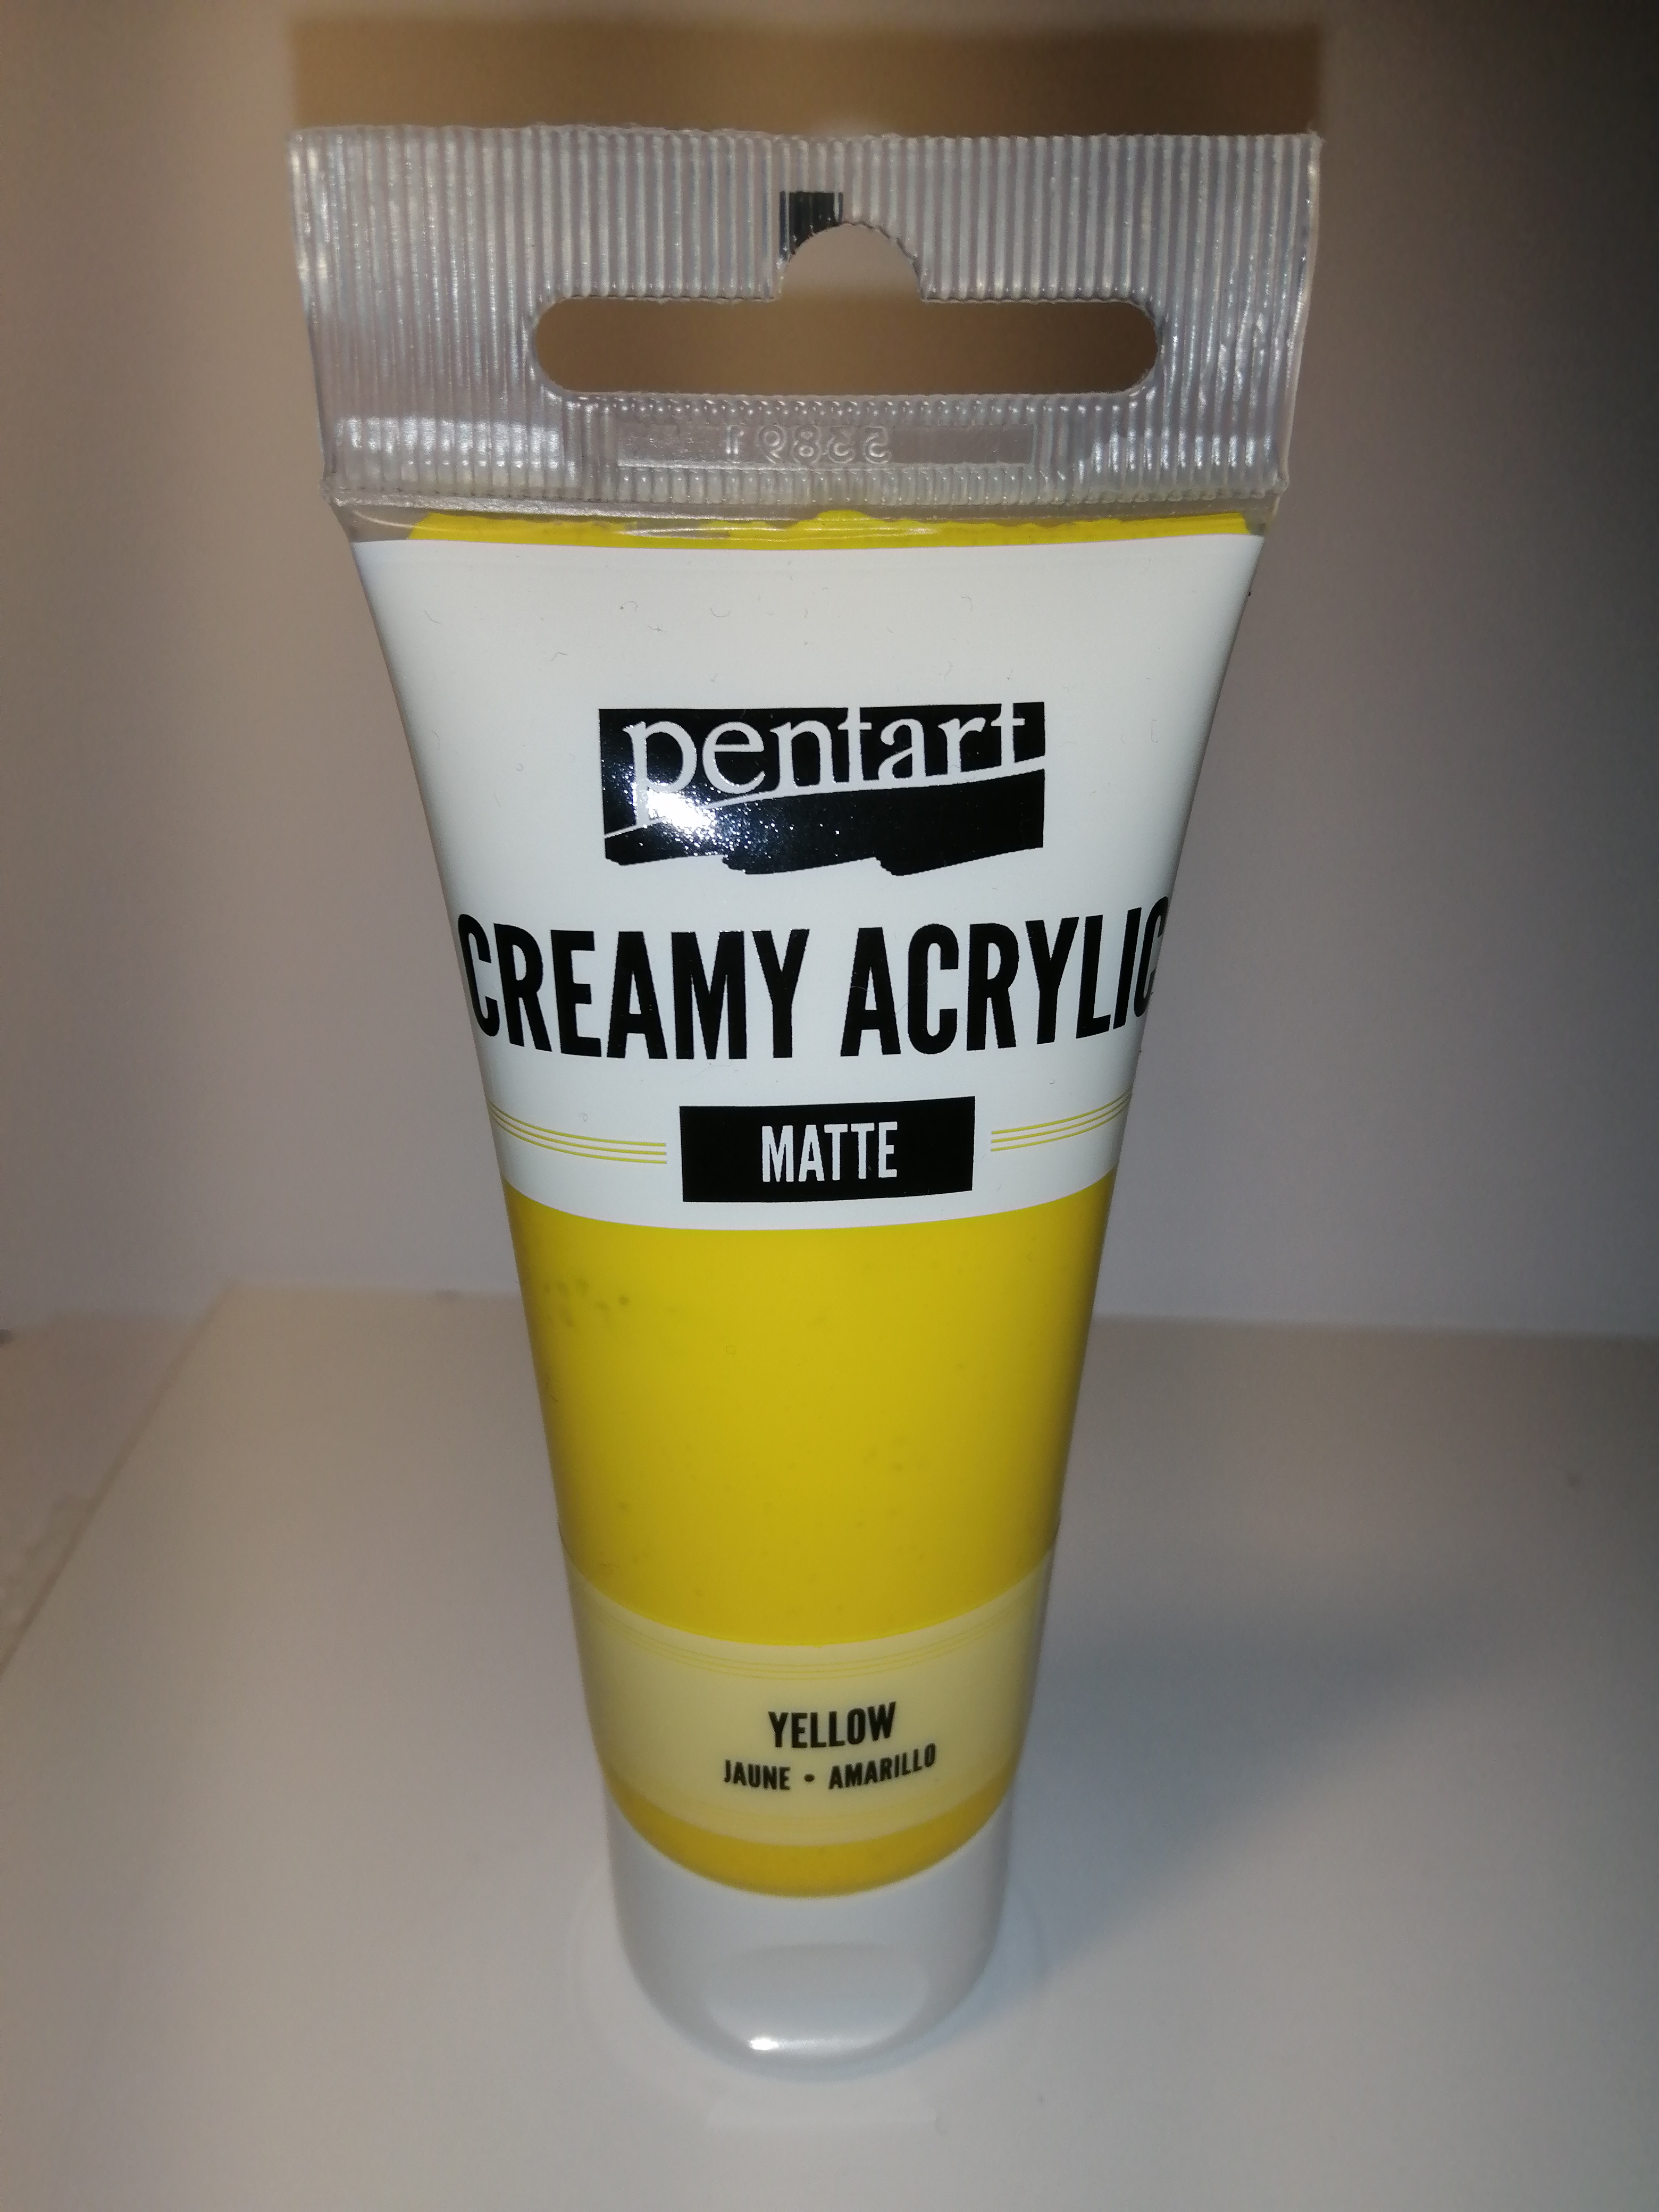 pentart
CREAMY ACRYLIC
MATTE
YELLOW
JAUNE • AMARILLO